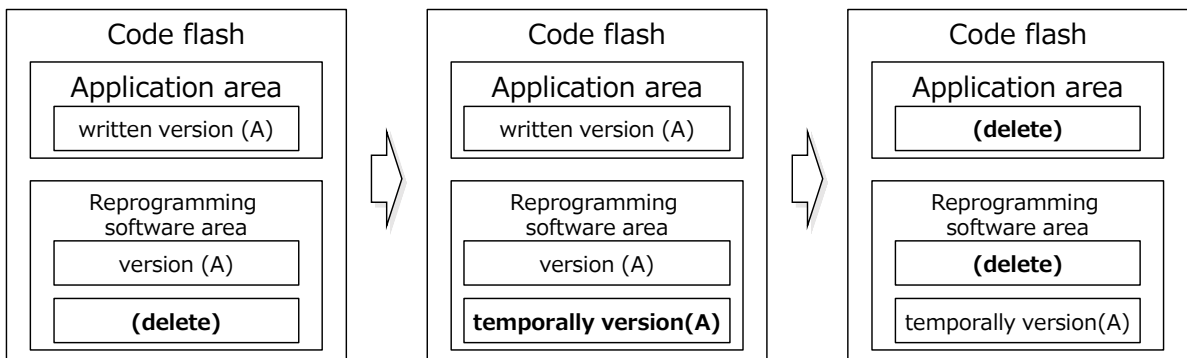 Code flash
Application area
written version (A)
Reprogramming
software area
version (A)
(delete)
Code flash
Application area
written version (A)
Reprogramming
software area
version (A)
temporally version(A)
Code flash
Application area
(delete)
Reprogramming
software area
(delete)
temporally version(A)